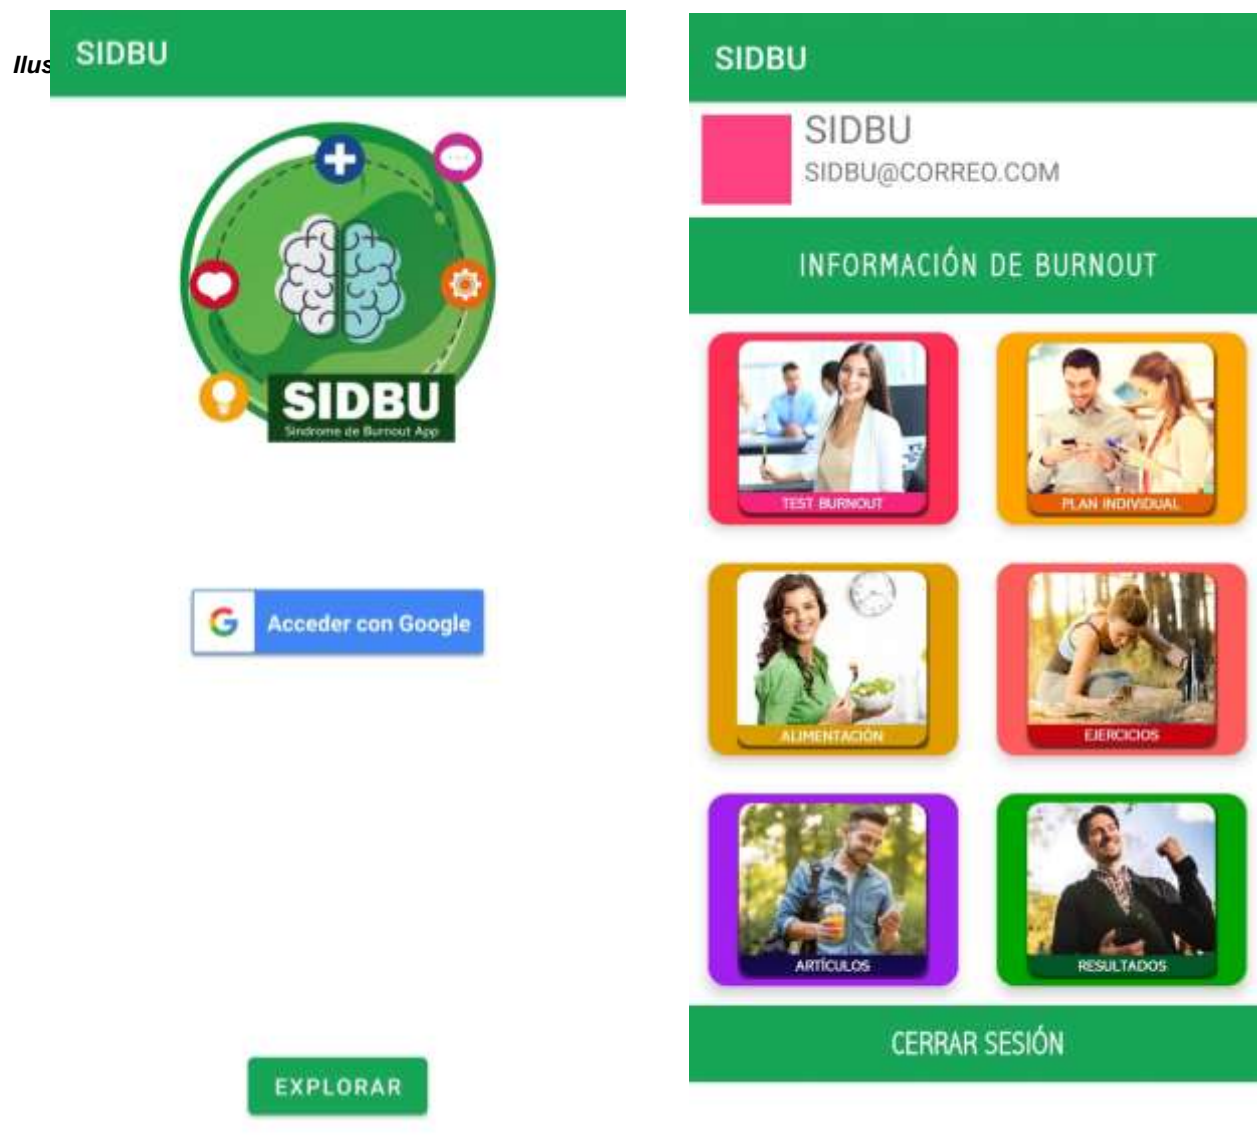 Ilus
SIDBU
SIDBU
Síndrome de Burnout App
G Acceder con Google
EXPLORAR
SIDBU
SIDBU
SIDBU@CORREO.COM
INFORMACIÓN DE BURNOUT
TEST BURNOUT
PLAN INDIVIDUAL
ALIMENTACIÓN
EJERCICIOS
ARTÍCULOS
RESULTADOS
CERRAR SESIÓN